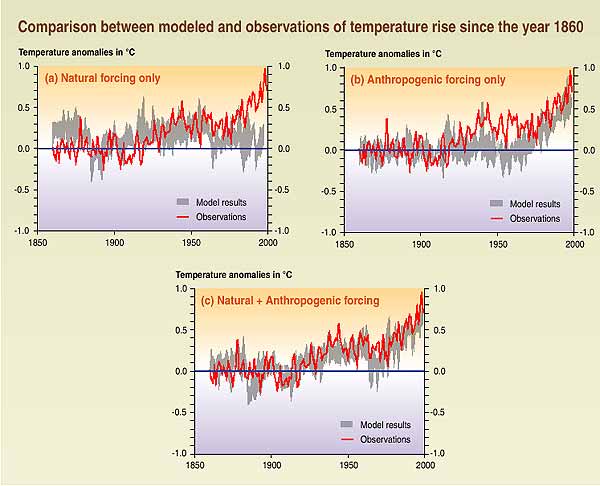 Comparison between modeled and observations of temperature rise since the year 1860
Temperature anomalies in °C
(a) Natural forcing only
1.0 1.0
0.5 0.5
0.0 0.0
-0.5 -0.5
-1.0 -1.0
Model results
Observations
1850 1900 1950 2000
Temperature anomalies in °C
(b) Anthropogenic forcing only
1.0 1.0
0.5 0.5
0.0 0.0
-0.5 -0.5
-1.0 -1.0
Model results
Observations
1850 1900 1950 2000
Temperature anomalies in °C
(c) Natural + Anthropogenic forcing
1.0 1.0
0.5 0.5
0.0 0.0
-0.5 -0.5
-1.0 -1.0
Model results
Observations
1850 1900 1950 2000